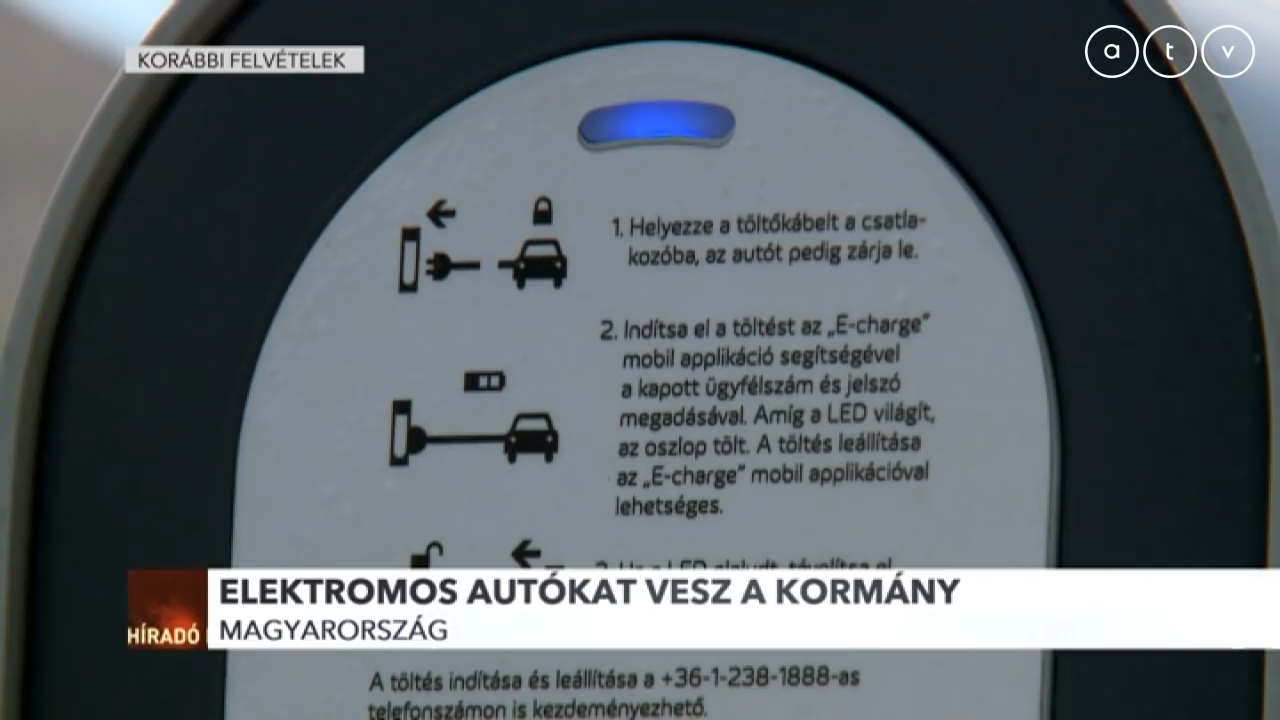 KORÁBBI FELVÉTELEK
a t v
1. Helyezze a töltőkábelt a csatla-
kozóba, az autót pedig zárja le.
2. Indítsa el a töltést az „E-charge"
mobil applikáció segítségével
a kapott ügyfélszám és jelszó
megadásával. Amíg a LED világít,
az oszlop tölt. A töltés leállítása
az „E-charge" mobil applikációval
lehetséges.
ELEKTROMOS AUTÓKAT VESZ A KORMÁNY
HÍRADÓ
MAGYARORSZÁG
A töltés indítása és leállítása a +36-1-238-1888-as
telefonszámon is kezdeményezhető.